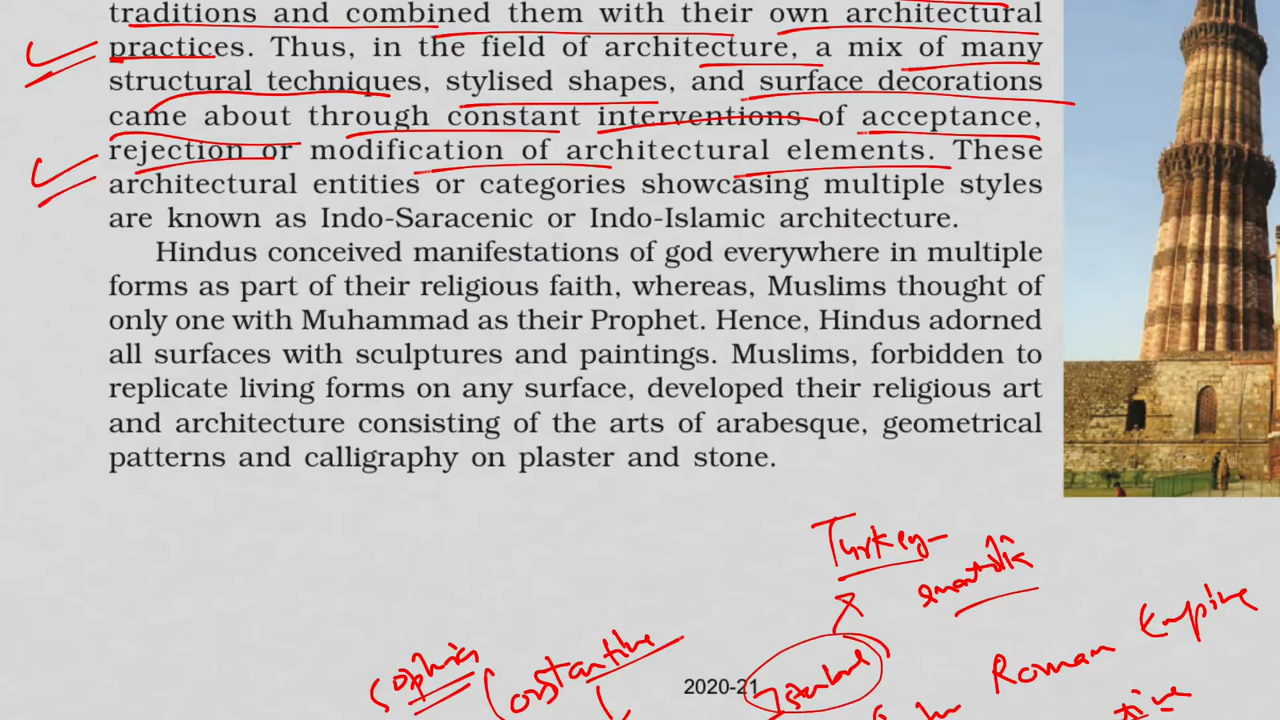 traditions and combined them with their own architectural
practices. Thus, in the field of architecture, a mix of many
structural techniques, stylised shapes, and surface decorations
came about through constant interventions of acceptance,
rejection or modification of architectural elements. These
architectural entities or categories showcasing multiple styles
are known as Indo-Saracenic or Indo-Islamic architecture.
Hindus conceived manifestations of god everywhere in multiple
forms as part of their religious faith, whereas, Muslims thought of
only one with Muhammad as their Prophet. Hence, Hindus adorned
all surfaces with sculptures and paintings. Muslims, forbidden to
replicate living forms on any surface, developed their religious art
and architecture consisting of the arts of arabesque, geometrical
patterns and calligraphy on plaster and stone.
Turkey
Roman Empire
Sophia
Constantine
2020-21